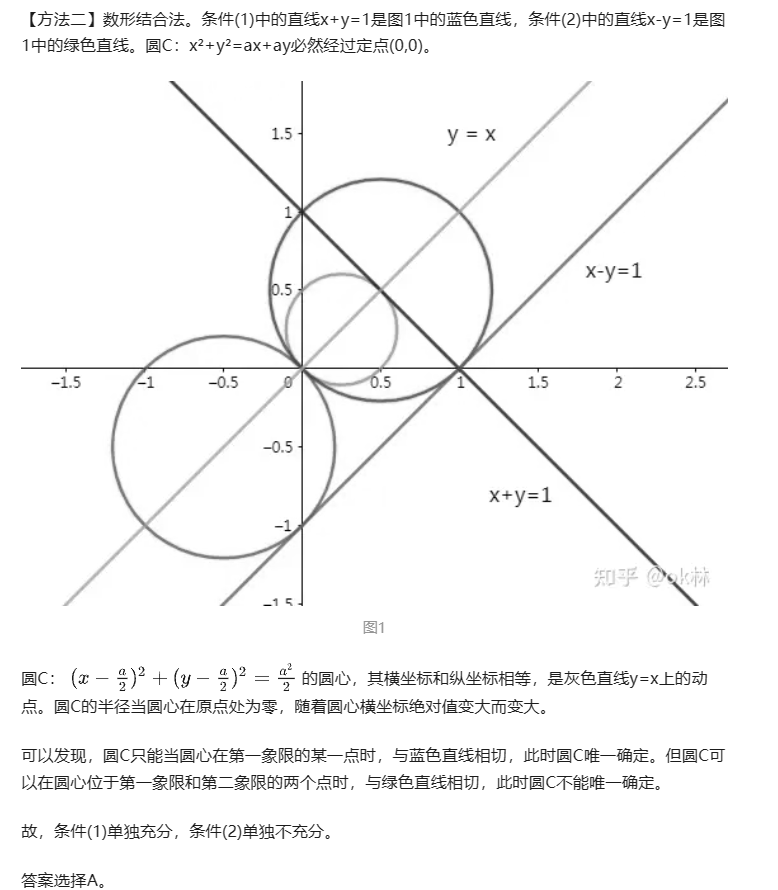 【方法二】数形结合法。条件(1)中的直线x+y=1是图1中的蓝色直线，条件(2)中的直线x-y=1是图
1中的绿色直线。圆C：x²+y²=ax+ay必然经过定点(0,0)。
1.5
y = x
1
x-y=1
0.5
−1.5 −1 −0.5 0 0.5 1 1.5 2 2.5
−0.5
x+y=1
−1
知乎 @ok林
−1.5
图1
圆C： (x − a/2)² + (y − a/2)² = a²/2 的圆心，其横坐标和纵坐标相等，是灰色直线y=x上的动
点。圆C的半径当圆心在原点处为零，随着圆心横坐标绝对值变大而变大。
可以发现，圆C只能当圆心在第一象限的某一点时，与蓝色直线相切，此时圆C唯一确定。但圆C可
以在圆心位于第一象限和第二象限的两个点时，与绿色直线相切，此时圆C不能唯一确定。
故，条件(1)单独充分，条件(2)单独不充分。
答案选择A。